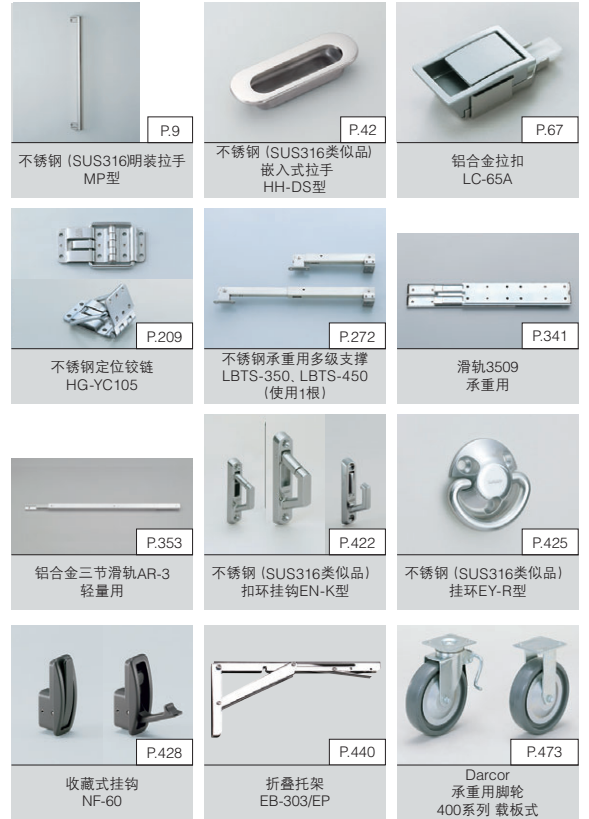 P.9
不锈钢 (SUS316)明装拉手
MP型
P.42
不锈钢 (SUS316类似品)
嵌入式拉手
HH-DS型
P.67
铝合金拉扣
LC-65A
P.209
不锈钢定位铰链
HG-YC105
P.272
不锈钢承重用多级支撑
LBTS-350、LBTS-450
(使用1根)
P.341
滑轨3509
承重用
P.353
铝合金三节滑轨AR-3
轻量用
P.422
不锈钢 (SUS316类似品)
扣环挂钩EN-K型
P.425
不锈钢 (SUS316类似品)
挂环EY-R型
P.428
收藏式挂钩
NF-60
P.440
折叠托架
EB-303/EP
P.473
Darcor
承重用脚轮
400系列 载板式